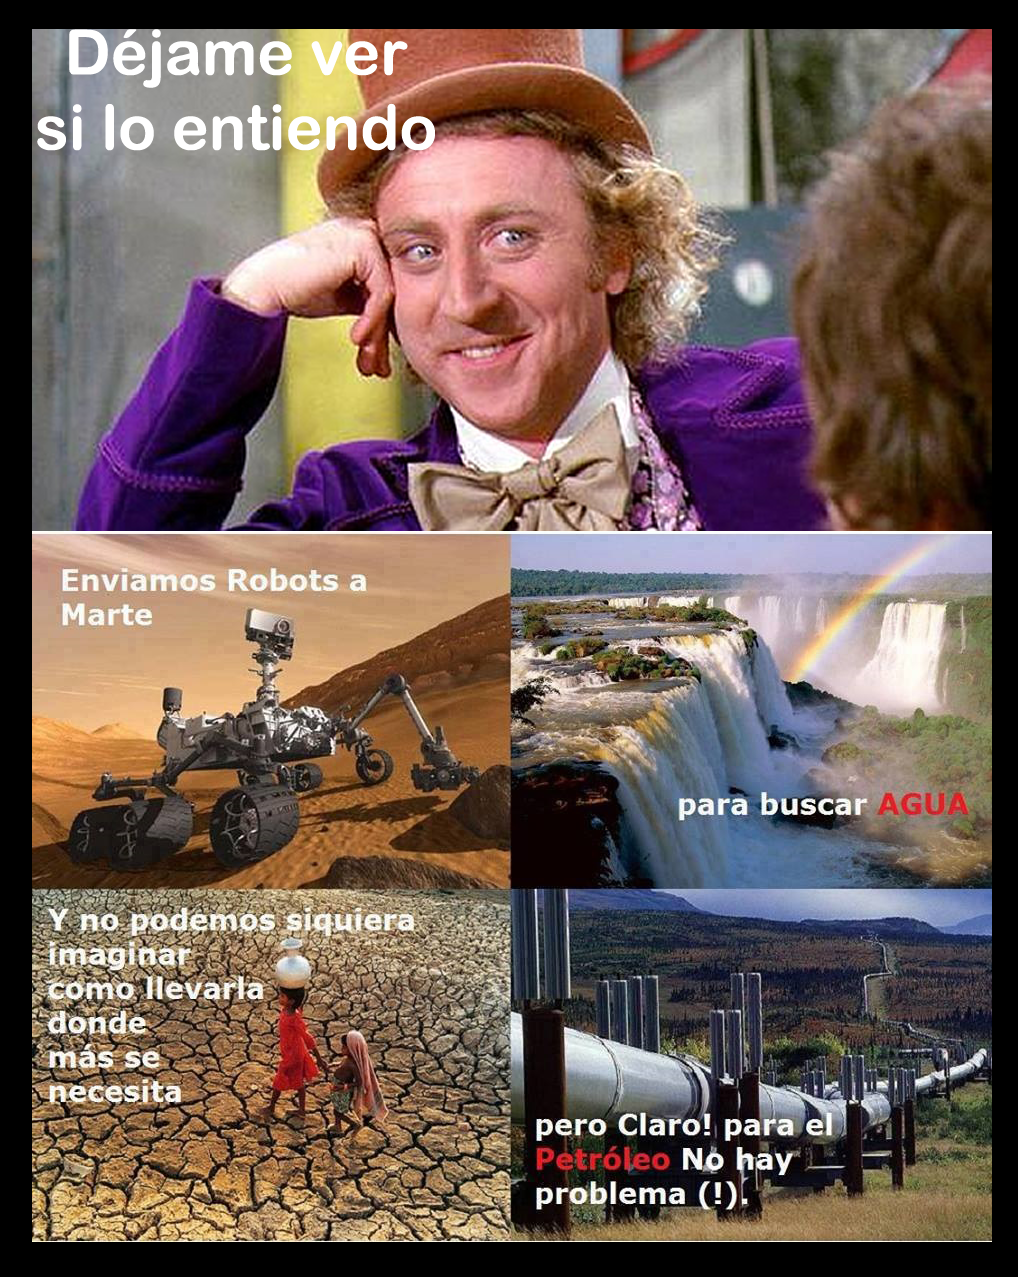 Déjame ver
si lo entiendo
Enviamos Robots a
Marte
para buscar AGUA
Y no podemos siquiera
imaginar
como llevarla
donde
más se
necesita
pero Claro! para el
Petróleo No hay
problema (!).